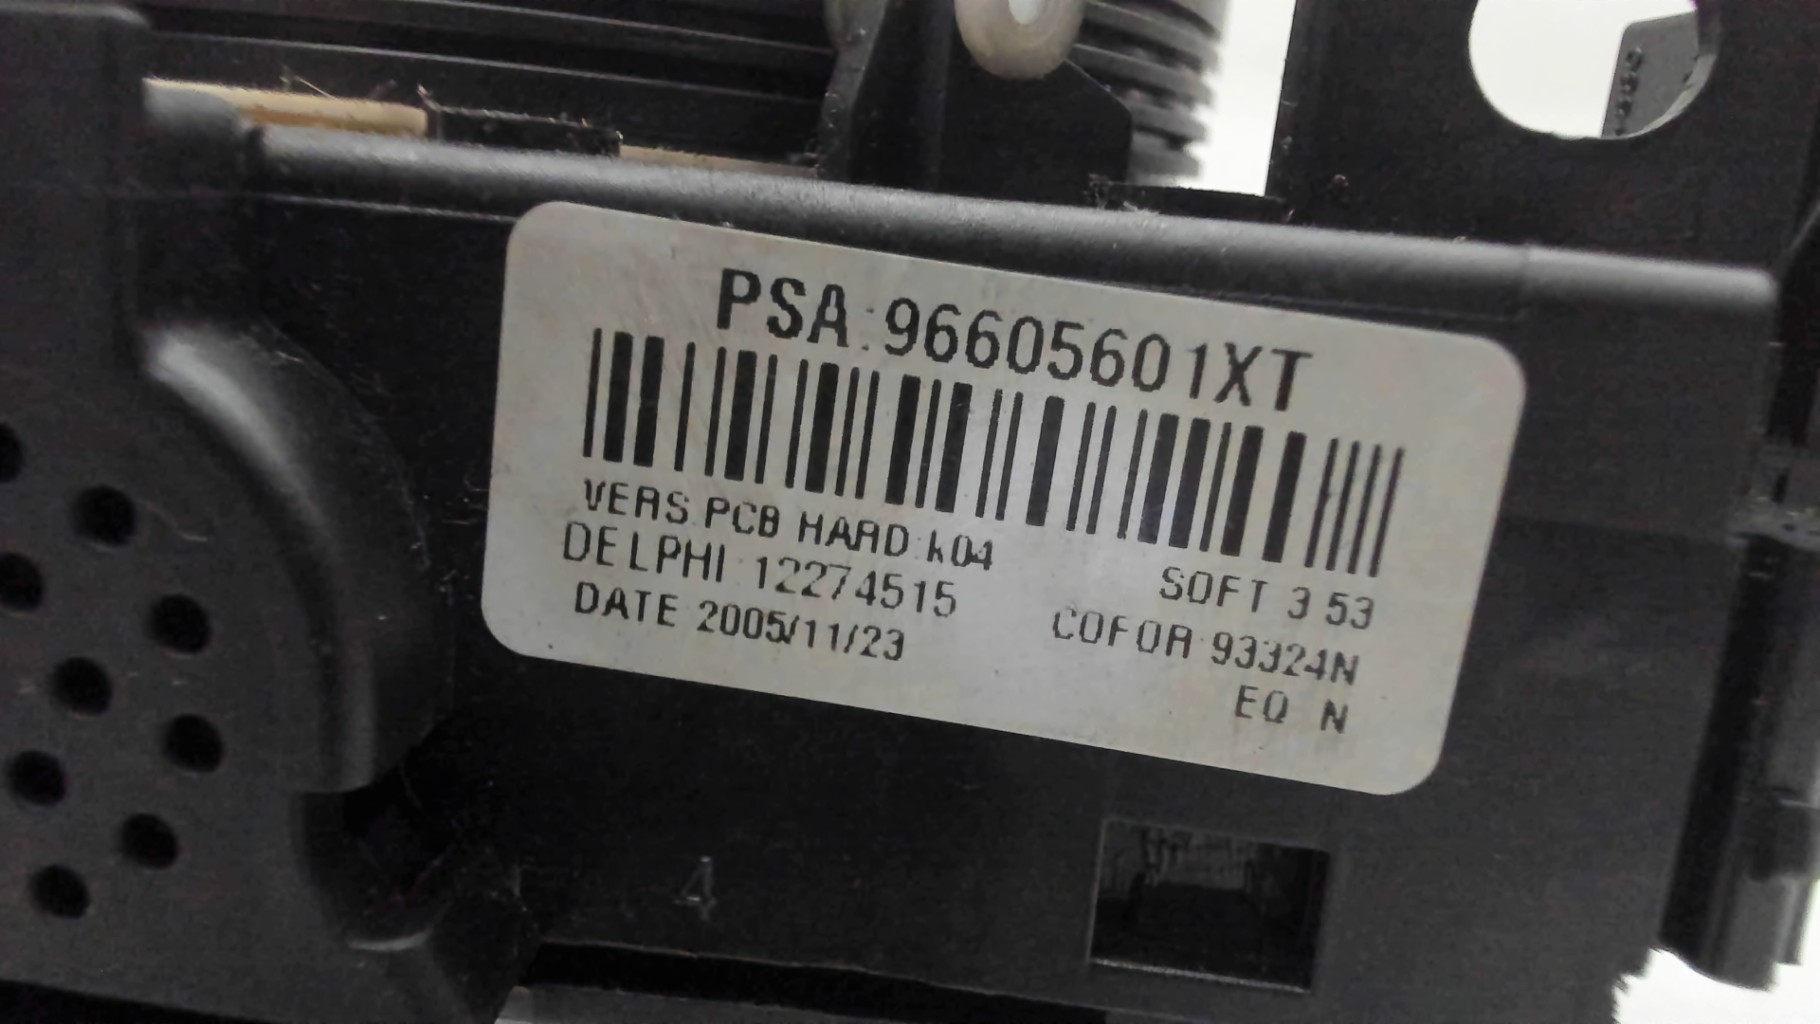 PSA:96605601XT
VERS.PCB HARD:k04
SOFT 3 53
DELPHI:12274515
COFOR:93324N
DATE 2005/11/23
EQ N
4